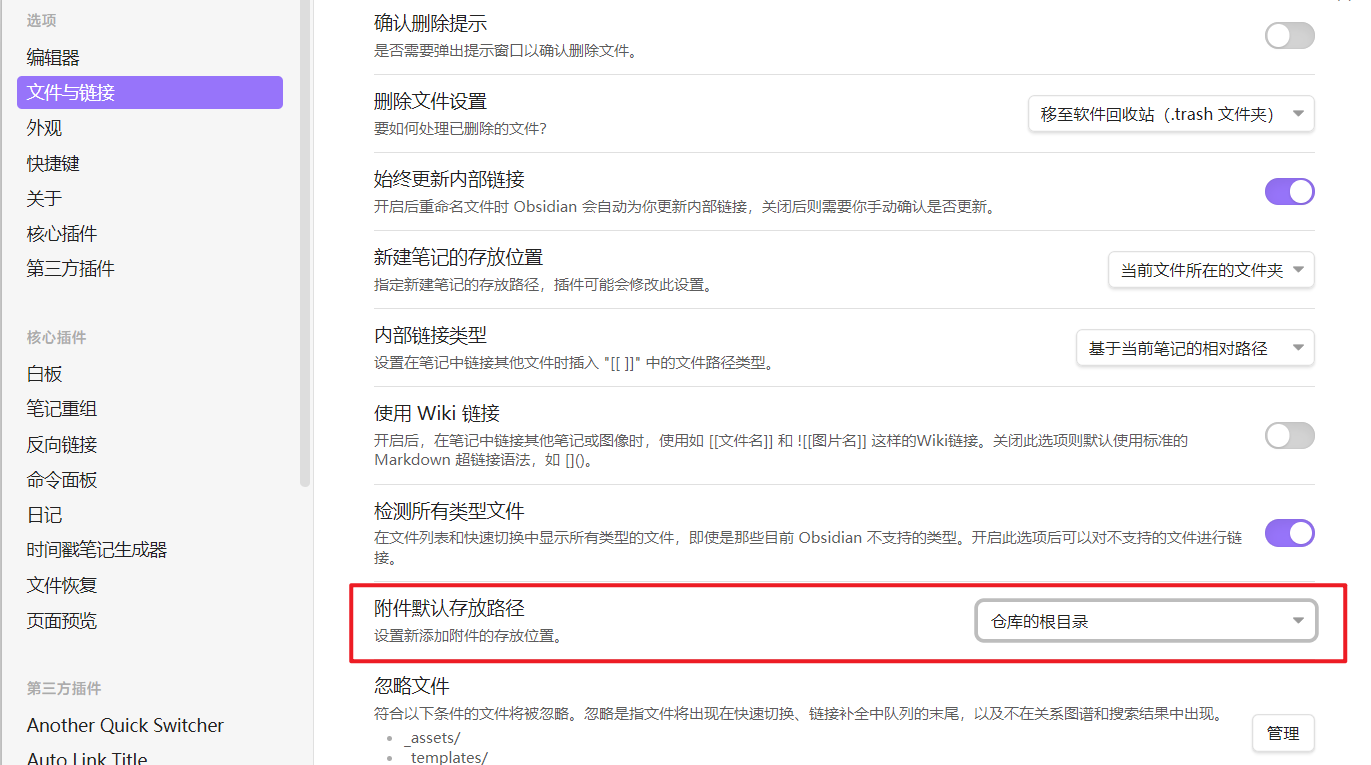 选项
编辑器
文件与链接
外观
快捷键
关于
核心插件
第三方插件
核心插件
白板
笔记重组
反向链接
命令面板
日记
时间戳笔记生成器
文件恢复
页面预览
第三方插件
Another Quick Switcher
Auto Link Title
确认删除提示
是否需要弹出提示窗口以确认删除文件。
删除文件设置
要如何处理已删除的文件?
移至软件回收站（.trash 文件夹）
始终更新内部链接
开启后重命名文件时 Obsidian 会自动为你更新内部链接，关闭后则需要你手动确认是否更新。
新建笔记的存放位置
指定新建笔记的存放路径，插件可能会修改此设置。
当前文件所在的文件夹
内部链接类型
设置在笔记中链接其他文件时插入 "[[ ]]" 中的文件路径类型。
基于当前笔记的相对路径
使用 Wiki 链接
开启后，在笔记中链接其他笔记或图像时，使用如 [[文件名]] 和 ![[图片名]] 这样的Wiki链接。关闭此选项则默认使用标准的
Markdown 超链接语法，如 []()。
检测所有类型文件
在文件列表和快速切换中显示所有类型的文件，即使是那些目前 Obsidian 不支持的类型。开启此选项后可以对不支持的文件进行链
接。
附件默认存放路径
设置新添加附件的存放位置。
仓库的根目录
忽略文件
符合以下条件的文件将被忽略。忽略是指文件将出现在快速切换、链接补全中队列的末尾，以及不在关系图谱和搜索结果中出现。
_assets/
_templates/
管理